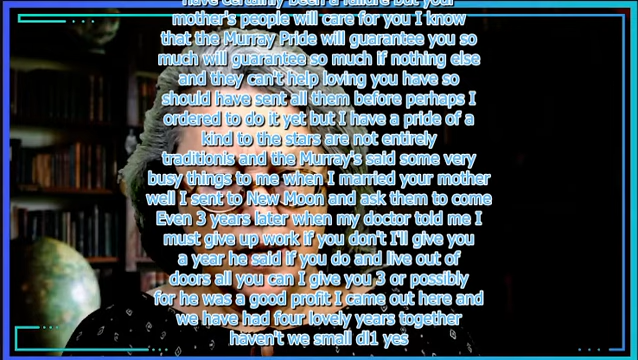 have certainly been a failure but your
mother's people will care for you I know
that the Murray Pride will guarantee you so
much will guarantee so much if nothing else
and they can't help loving you have so
should have sent all them before perhaps I
ordered to do it yet but I have a pride of a
kind to the stars are not entirely
traditionis and the Murray's said some very
busy things to me when I married your mother
well I sent to New Moon and ask them to come
Even 3 years later when my doctor told me I
must give up work if you don't I'll give you
a year he said if you do and live out of
doors all you can I give you 3 or possibly
for he was a good profit I came out here and
we have had four lovely years together
haven't we small dl1 yes